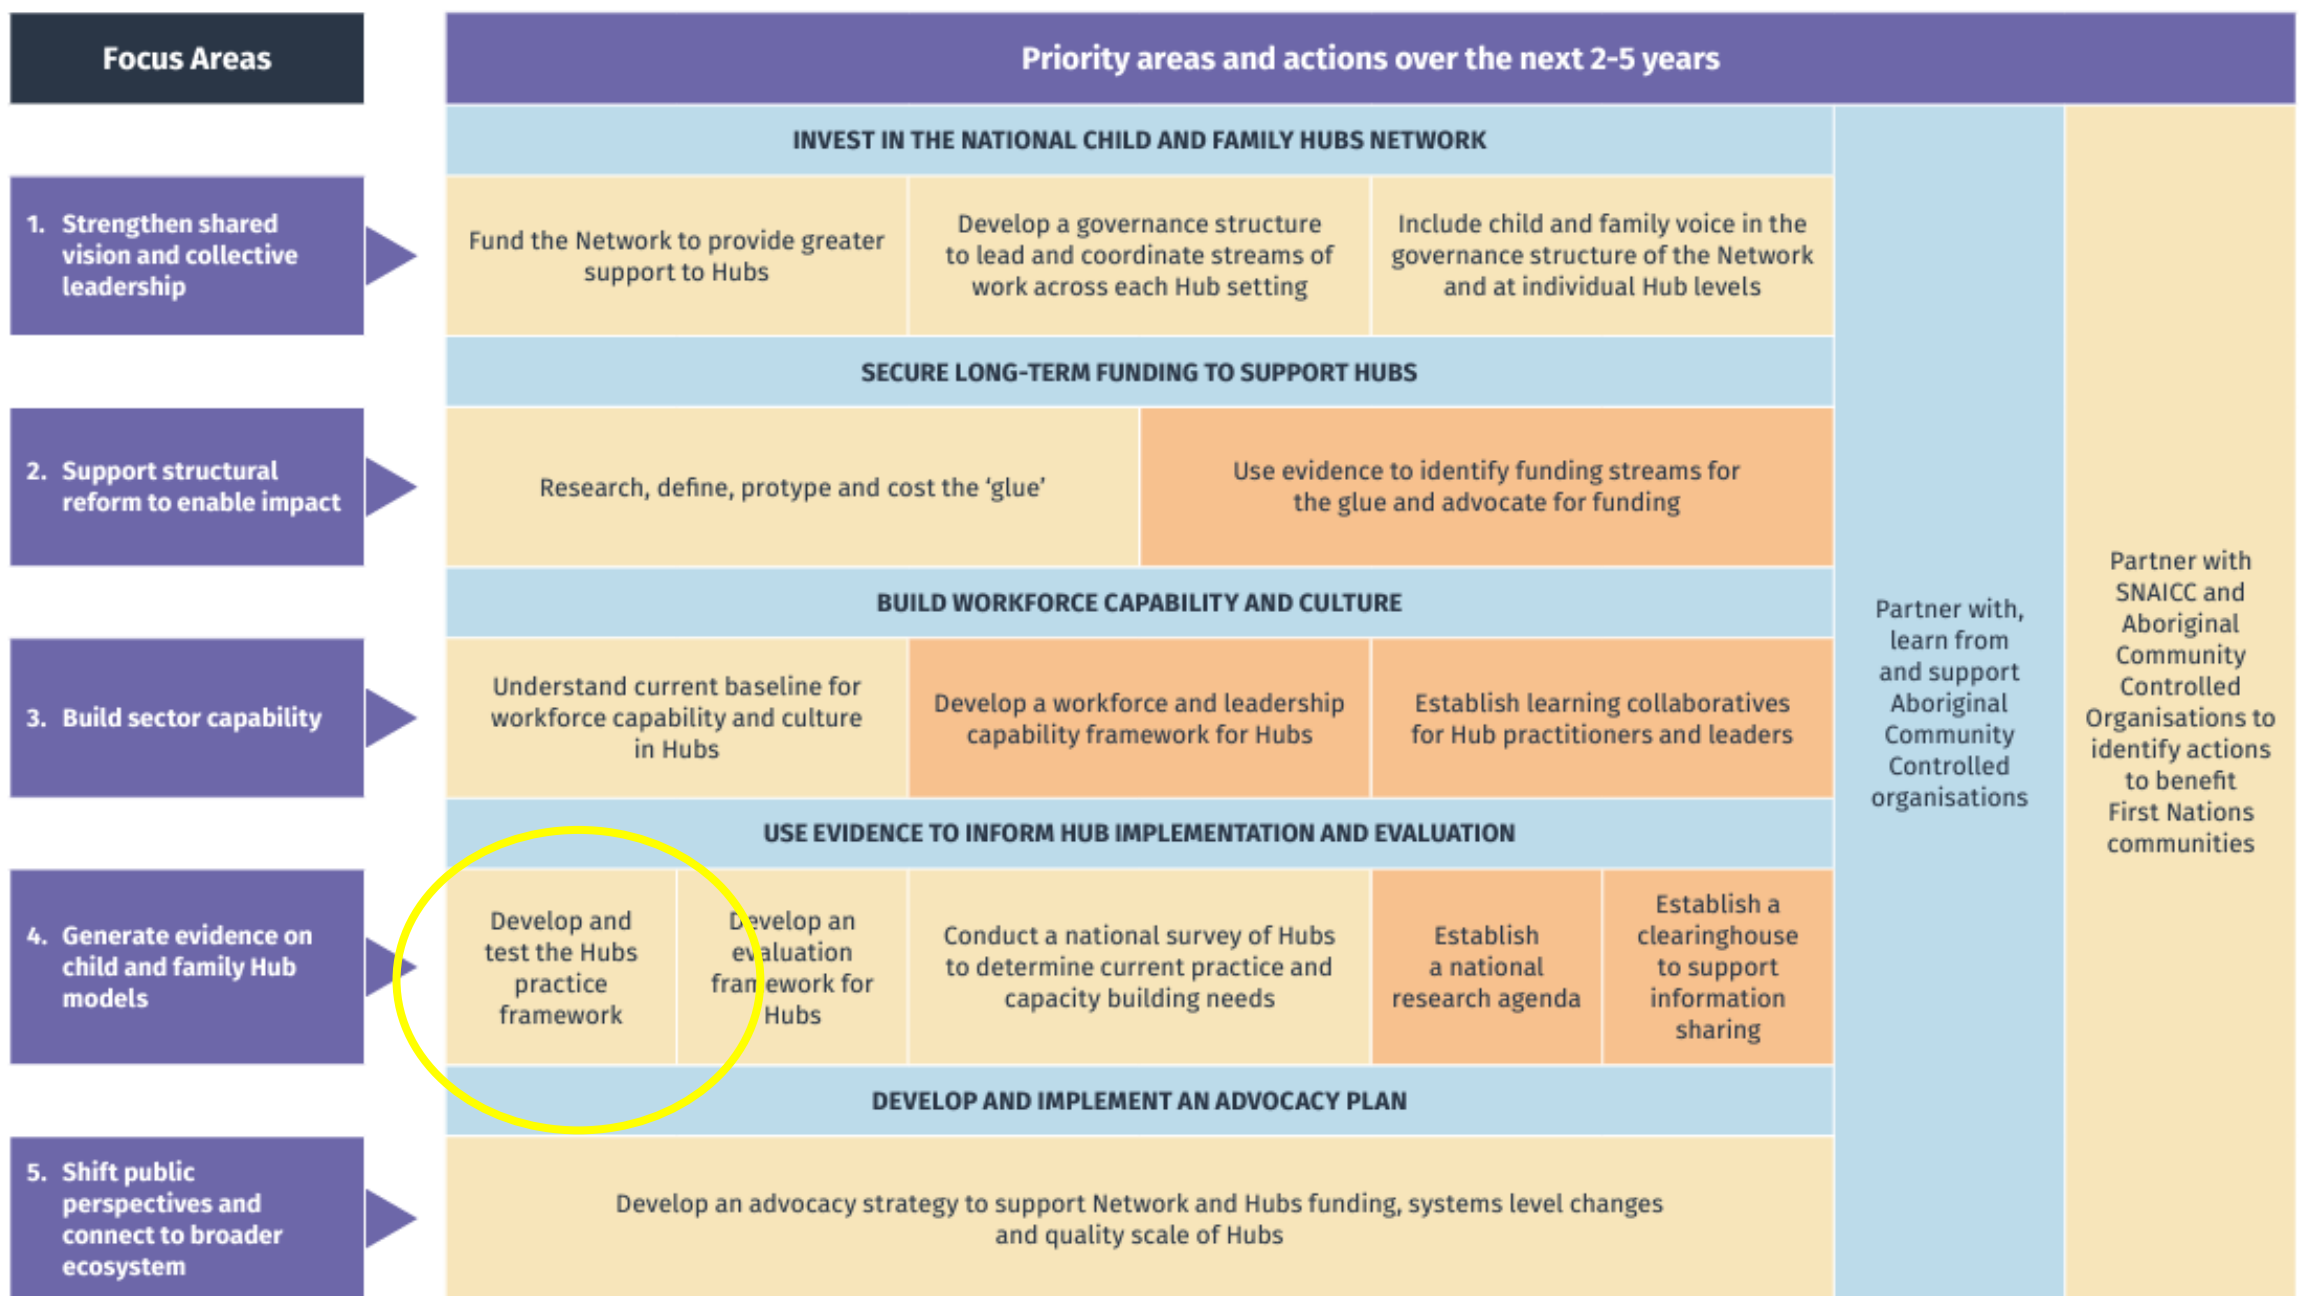 Focus Areas
Priority areas and actions over the next 2-5 years
INVEST IN THE NATIONAL CHILD AND FAMILY HUBS NETWORK
1. Strengthen shared
vision and collective
leadership
Fund the Network to provide greater
support to Hubs
Develop a governance structure
to lead and coordinate streams of
work across each Hub setting
Include child and family voice in the
governance structure of the Network
and at individual Hub levels
SECURE LONG-TERM FUNDING TO SUPPORT HUBS
2. Support structural
reform to enable impact
Research, define, protype and cost the ‘glue’
Use evidence to identify funding streams for
the glue and advocate for funding
BUILD WORKFORCE CAPABILITY AND CULTURE
3. Build sector capability
Understand current baseline for
workforce capability and culture
in Hubs
Develop a workforce and leadership
capability framework for Hubs
Establish learning collaboratives
for Hub practitioners and leaders
USE EVIDENCE TO INFORM HUB IMPLEMENTATION AND EVALUATION
4. Generate evidence on
child and family Hub
models
Develop and
test the Hubs
practice
framework
Develop an
evaluation
framework for
Hubs
Conduct a national survey of Hubs
to determine current practice and
capacity building needs
Establish
a national
research agenda
Establish a
clearinghouse
to support
information
sharing
DEVELOP AND IMPLEMENT AN ADVOCACY PLAN
5. Shift public
perspectives and
connect to broader
ecosystem
Develop an advocacy strategy to support Network and Hubs funding, systems level changes
and quality scale of Hubs
Partner with,
learn from
and support
Aboriginal
Community
Controlled
organisations
Partner with
SNAICC and
Aboriginal
Community
Controlled
Organisations to
identify actions
to benefit
First Nations
communities